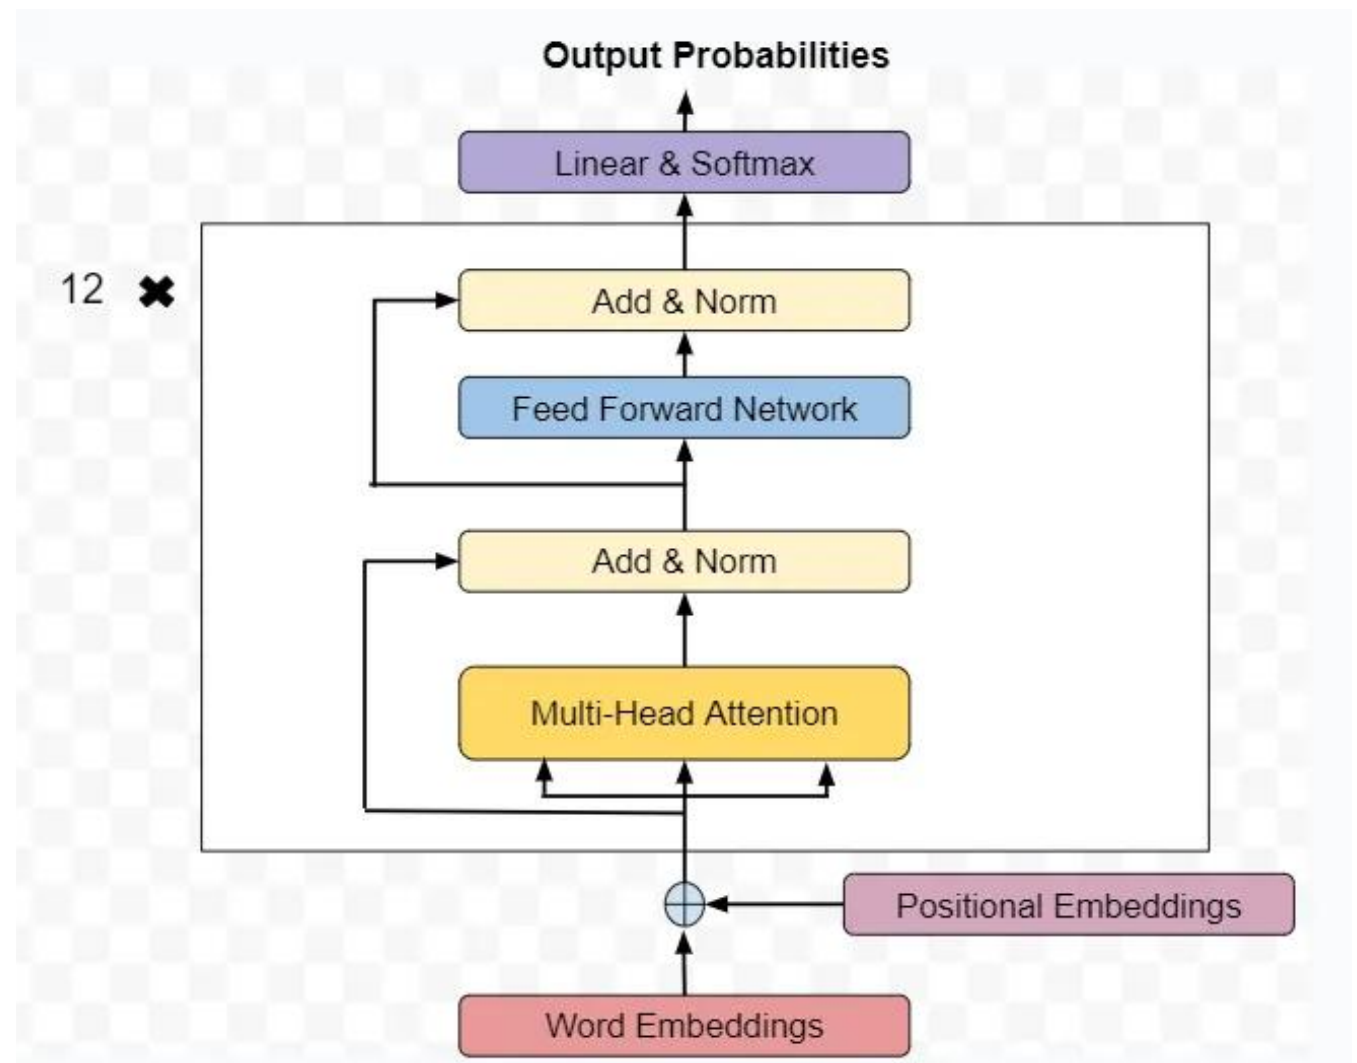 Output Probabilities
Linear & Softmax
12 ✖
Add & Norm
Feed Forward Network
Add & Norm
Multi-Head Attention
Positional Embeddings
Word Embeddings